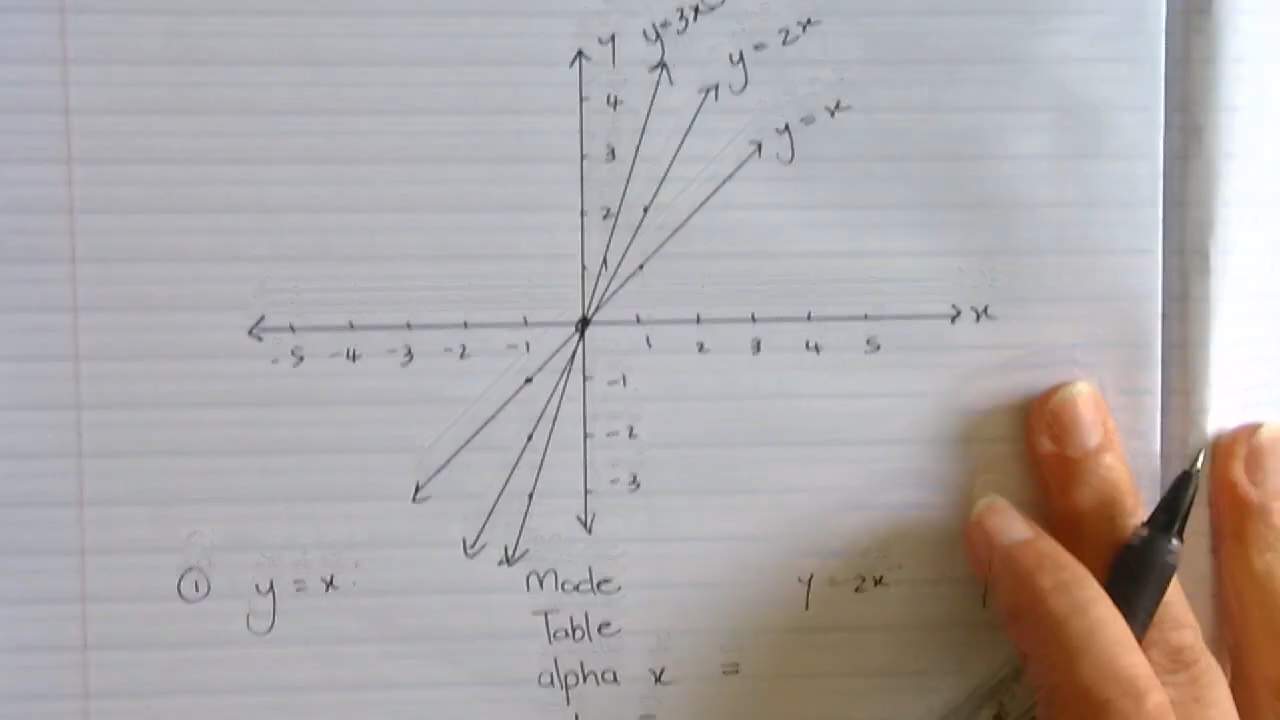 y y=3x
y=2x
4
y=x
3
2
1
x
-5 -4 -3 -2 -1 1 2 3 4 5
-1
-2
-3
① y = x Mode y = 2x
Table
alpha x =